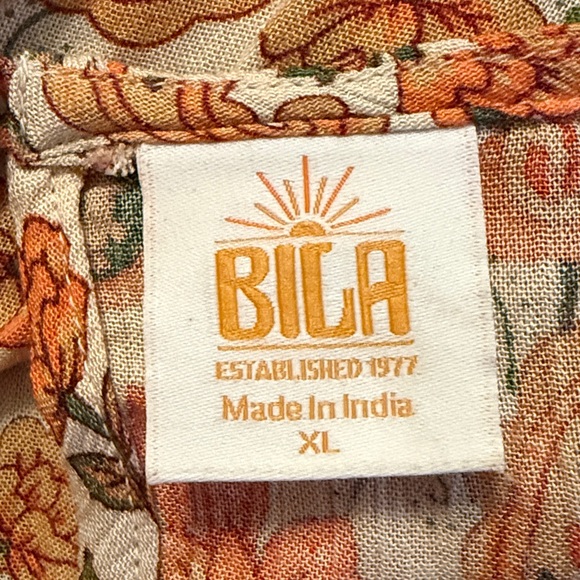 BILA
ESTABLISHED 1977
Made In India
XL